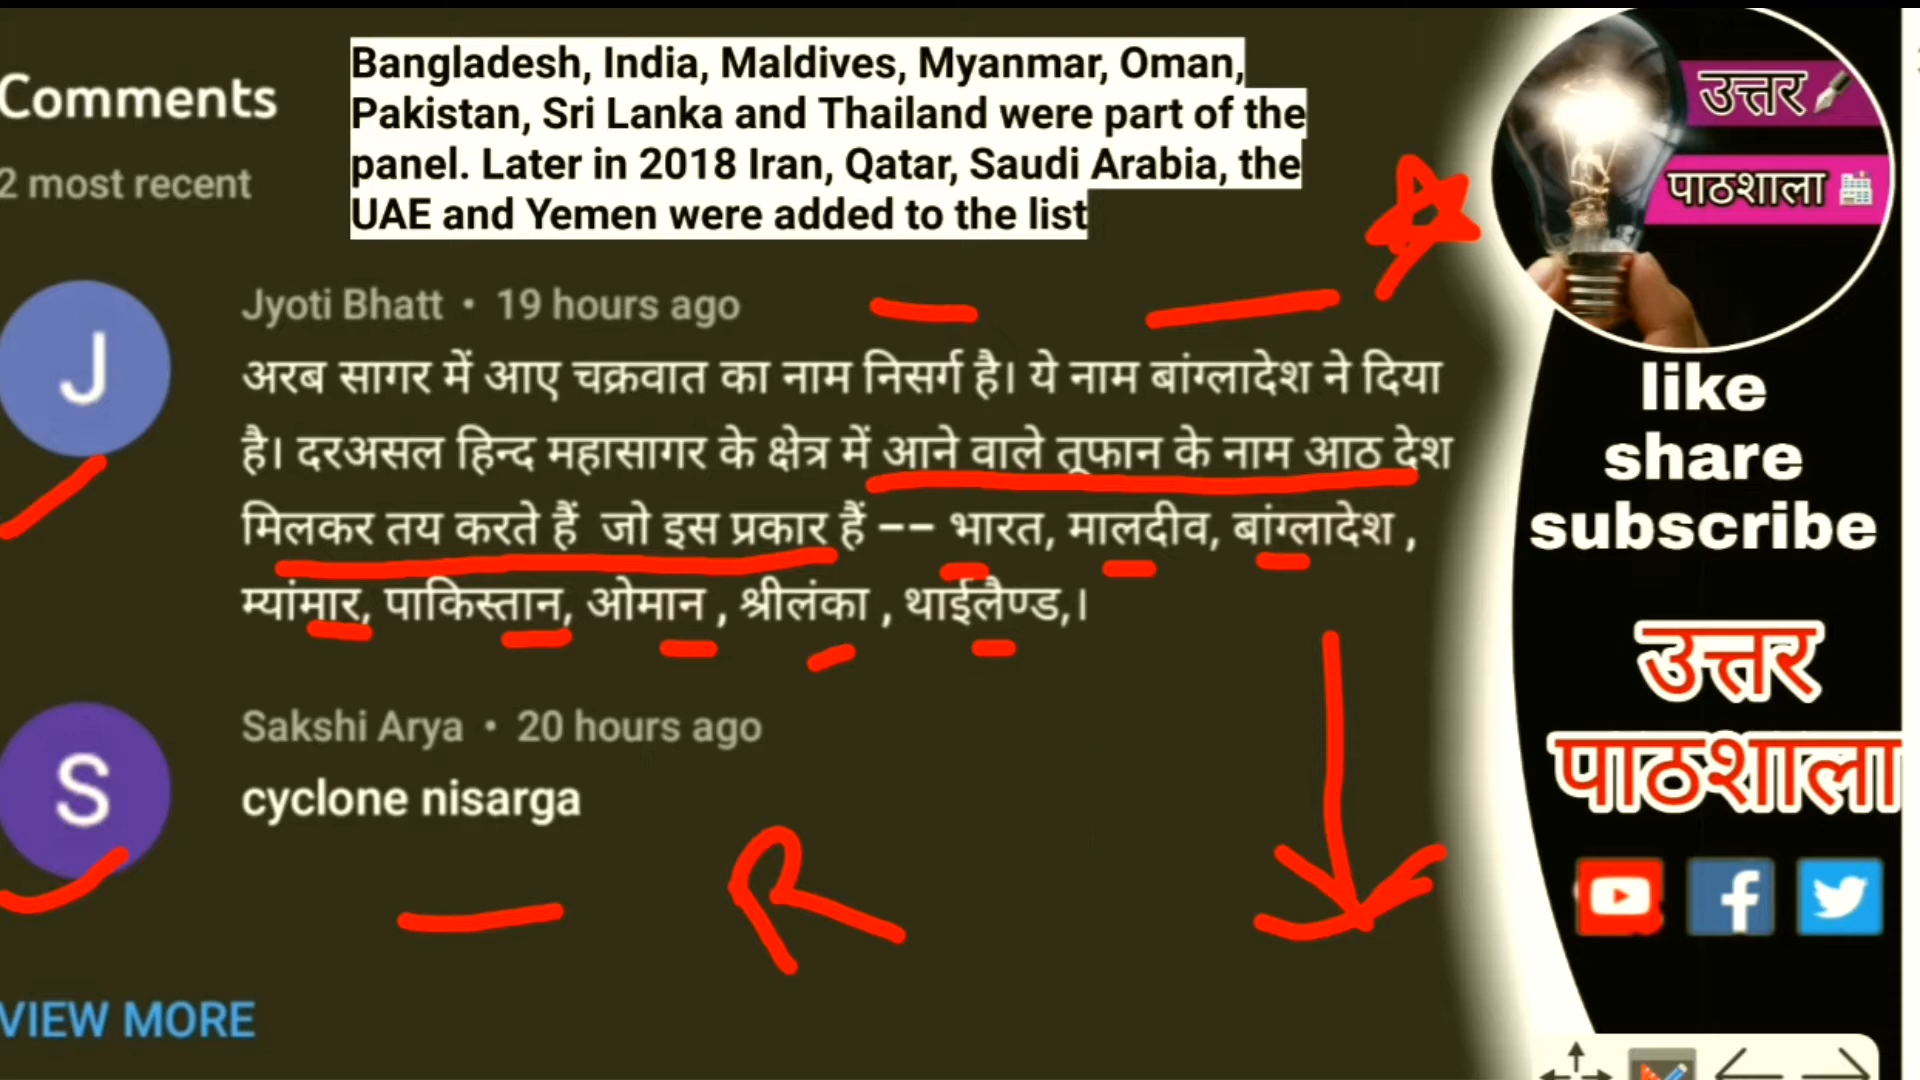 Comments
2 most recent
Bangladesh, India, Maldives, Myanmar, Oman,
Pakistan, Sri Lanka and Thailand were part of the
panel. Later in 2018 Iran, Qatar, Saudi Arabia, the
UAE and Yemen were added to the list
J
Jyoti Bhatt • 19 hours ago
अरब सागर में आए चक्रवात का नाम निसर्ग है। ये नाम बांग्लादेश ने दिया
है। दरअसल हिन्द महासागर के क्षेत्र में आने वाले तूफान के नाम आठ देश
मिलकर तय करते हैं जो इस प्रकार हैं -- भारत, मालदीव, बांग्लादेश ,
म्यांमार, पाकिस्तान, ओमान , श्रीलंका , थाईलैण्ड,।
S
Sakshi Arya • 20 hours ago
cyclone nisarga
R
VIEW MORE
उत्तर
पाठशाला
like
share
subscribe
उत्तर
पाठशाला